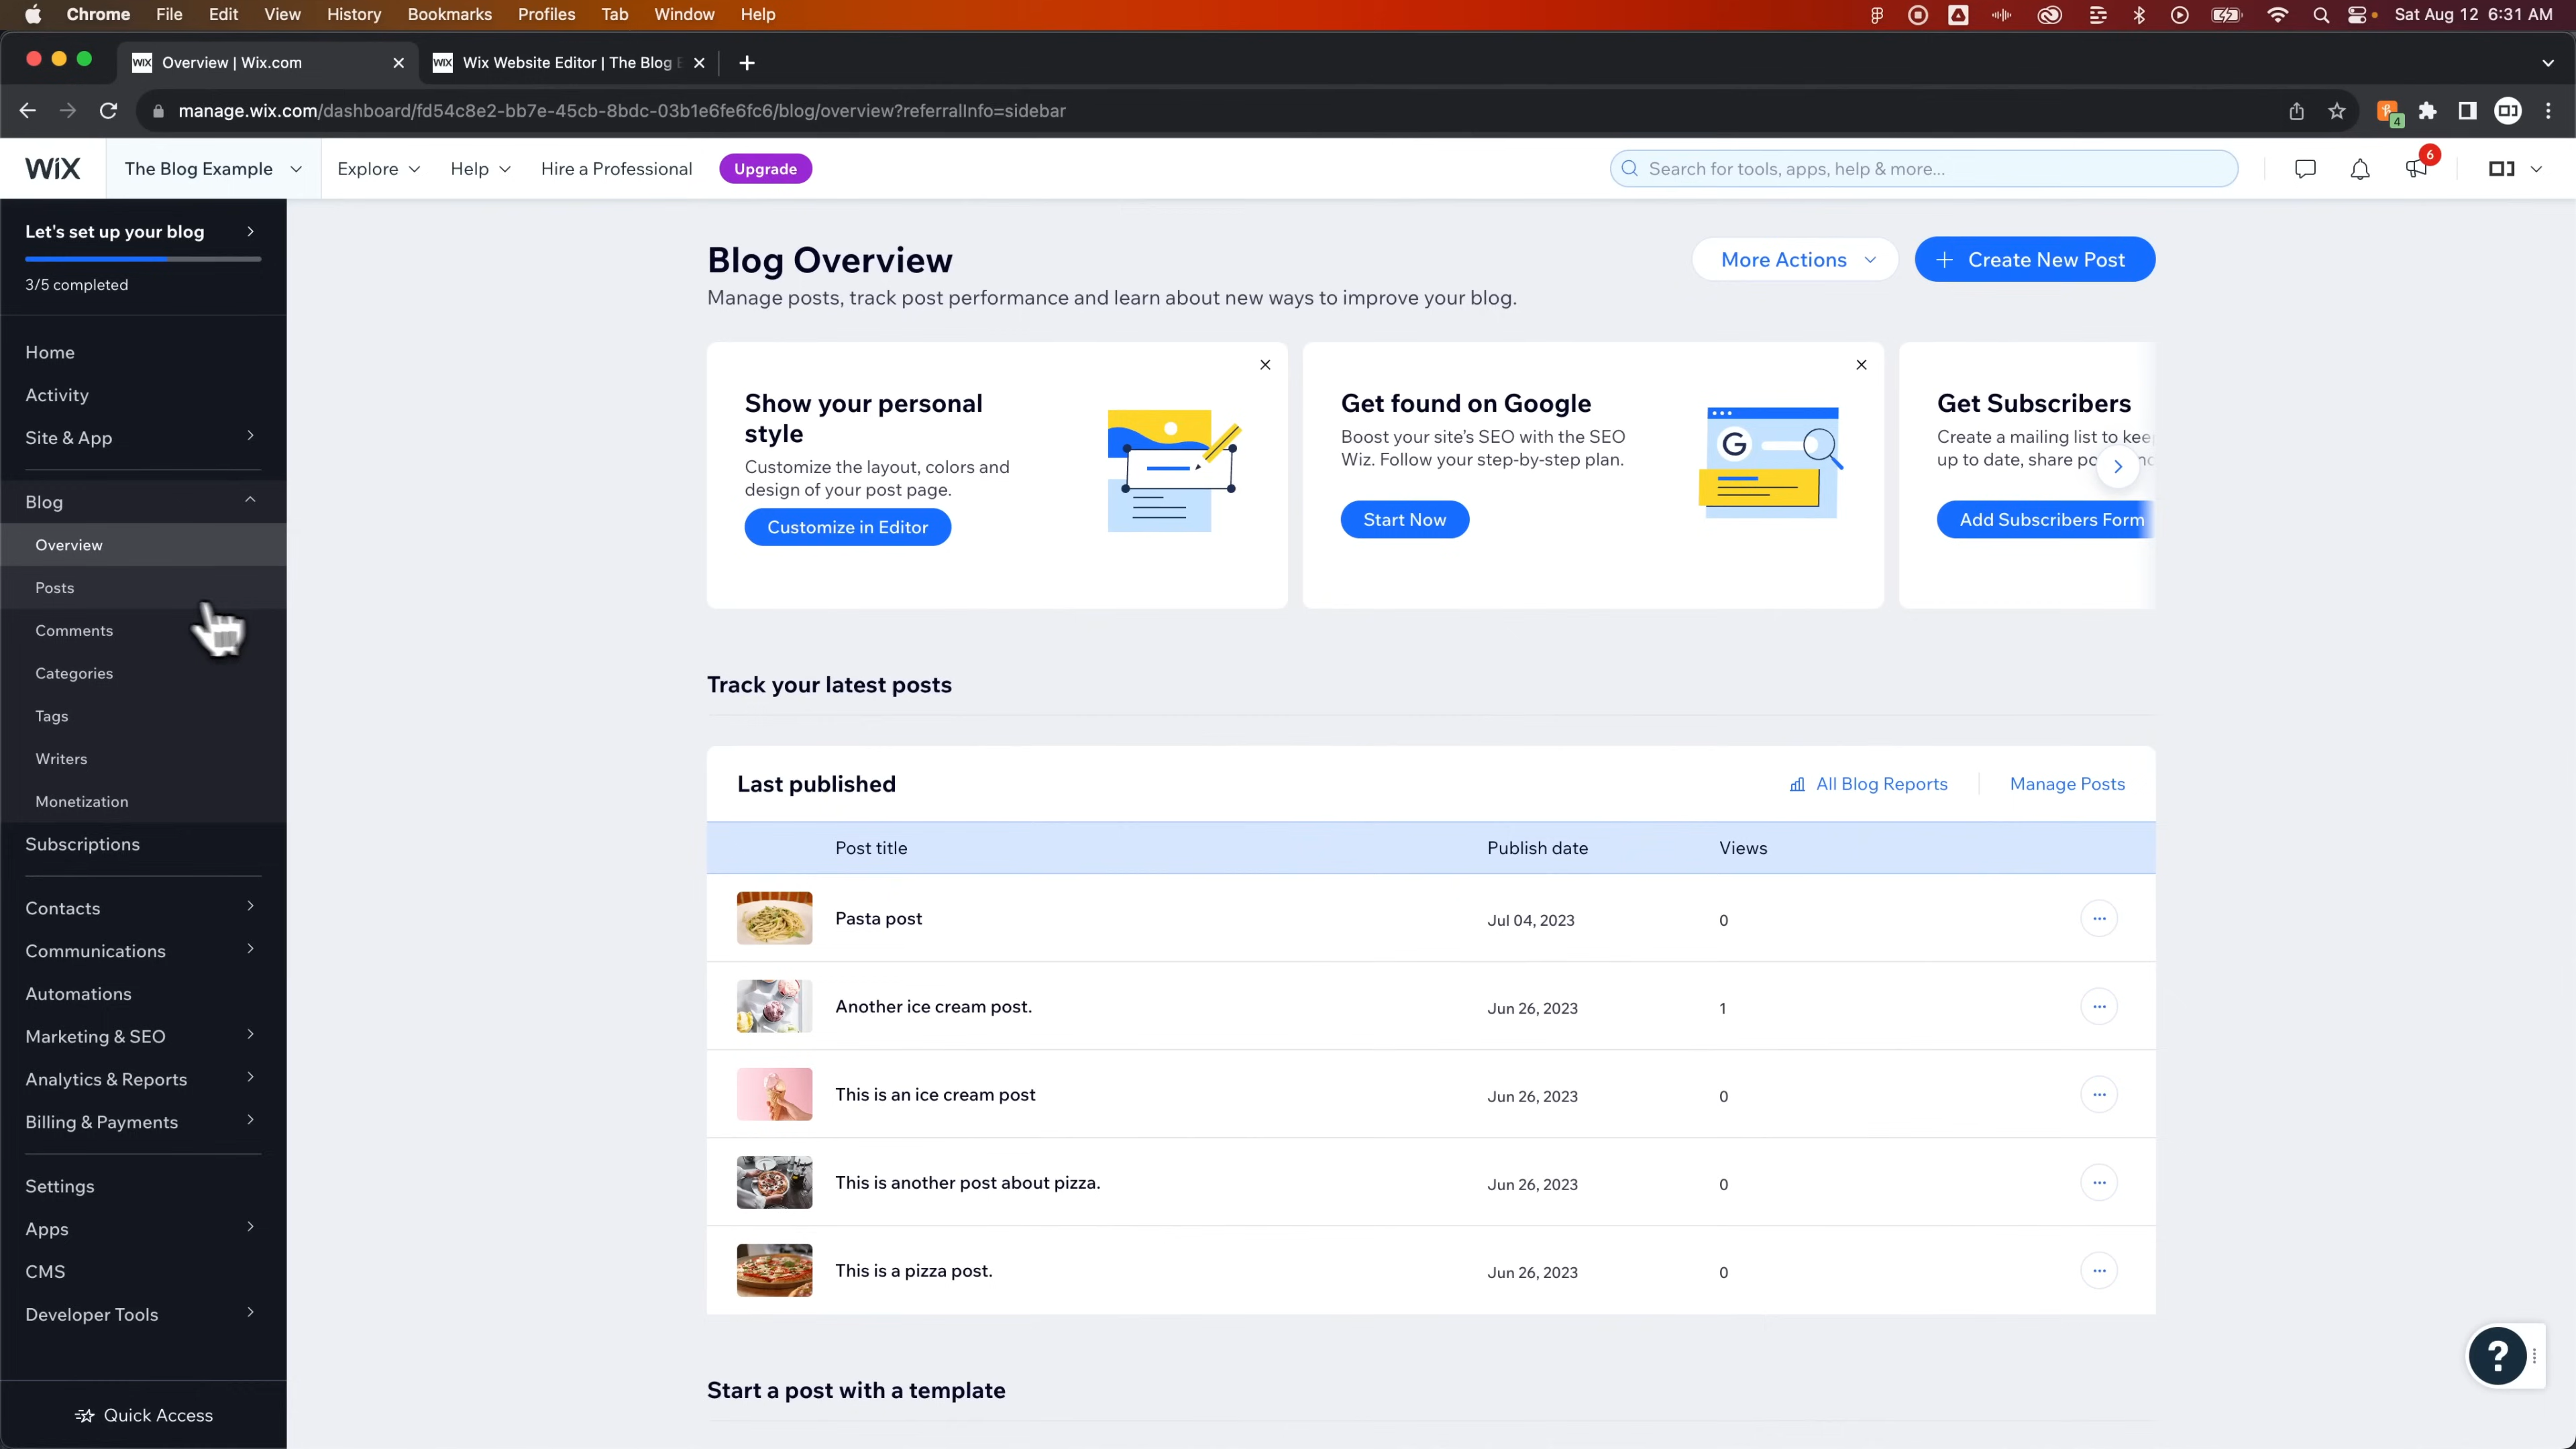 Chrome File Edit View History Bookmarks Profiles Tab Window Help Sat Aug 12 6:31 AM
WIX Overview | Wix.com WIX Wix Website Editor | The Blog
manage.wix.com/dashboard/fd54c8e2-bb7e-45cb-8bdc-03b1e6fe6fc6/blog/overview?referralInfo=sidebar 4
WIX The Blog Example Explore Help Hire a Professional Upgrade Search for tools, apps, help & more... 6
Let's set up your blog
3/5 completed
Home
Activity
Site & App
Blog
Overview
Posts
Comments
Categories
Tags
Writers
Monetization
Subscriptions
Contacts
Communications
Automations
Marketing & SEO
Analytics & Reports
Billing & Payments
Settings
Apps
CMS
Developer Tools
Quick Access
Blog Overview
Manage posts, track post performance and learn about new ways to improve your blog.
More Actions
+ Create New Post
Show your personal
style
Customize the layout, colors and
design of your post page.
Customize in Editor
Get found on Google
Boost your site's SEO with the SEO
Wiz. Follow your step-by-step plan.
Start Now
G
Get Subscribers
Create a mailing list to kee
up to date, share
Add Subscribers Form
Track your latest posts
Last published All Blog Reports Manage Posts
Post title Publish date Views
Pasta post Jul 04, 2023 0
Another ice cream post. Jun 26, 2023 1
This is an ice cream post Jun 26, 2023 0
This is another post about pizza. Jun 26, 2023 0
This is a pizza post. Jun 26, 2023 0
Start a post with a template
?